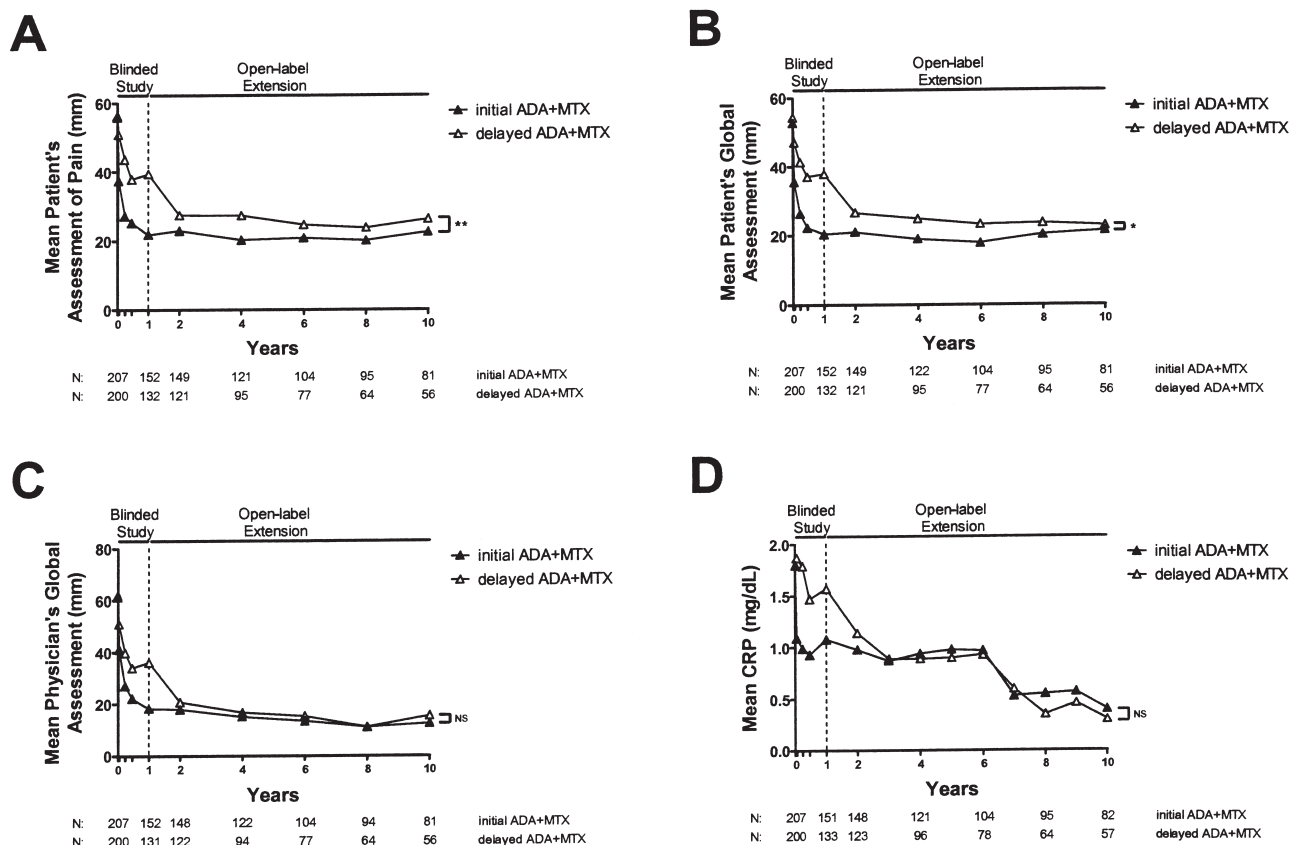 A
Blinded
Study
Open-label
Extension
initial ADA+MTX
delayed ADA+MTX
Mean Patient's
Assessment of Pain (mm)
60
40
20
0
0 1 2 4 6 8 10
Years
**
N: 207 152 149 121 104 95 81 initial ADA+MTX
N: 200 132 121 95 77 64 56 delayed ADA+MTX
B
Blinded
Study
Open-label
Extension
initial ADA+MTX
delayed ADA+MTX
Mean Patient's Global
Assessment (mm)
60
40
20
0
0 1 2 4 6 8 10
Years
*
N: 207 152 149 122 104 95 81 initial ADA+MTX
N: 200 132 121 95 77 64 56 delayed ADA+MTX
C
Blinded
Study
Open-label
Extension
initial ADA+MTX
delayed ADA+MTX
Mean Physician's Global
Assessment (mm)
80
60
40
20
0
0 1 2 4 6 8 10
Years
NS
N: 207 152 148 122 104 94 81 initial ADA+MTX
N: 200 131 122 94 77 64 56 delayed ADA+MTX
D
Blinded
Study
Open-label
Extension
initial ADA+MTX
delayed ADA+MTX
Mean CRP (mg/dL)
2.0
1.5
1.0
0.5
0.0
0 1 2 4 6 8 10
Years
NS
N: 207 151 148 121 104 95 82 initial ADA+MTX
N: 200 133 123 96 78 64 57 delayed ADA+MTX